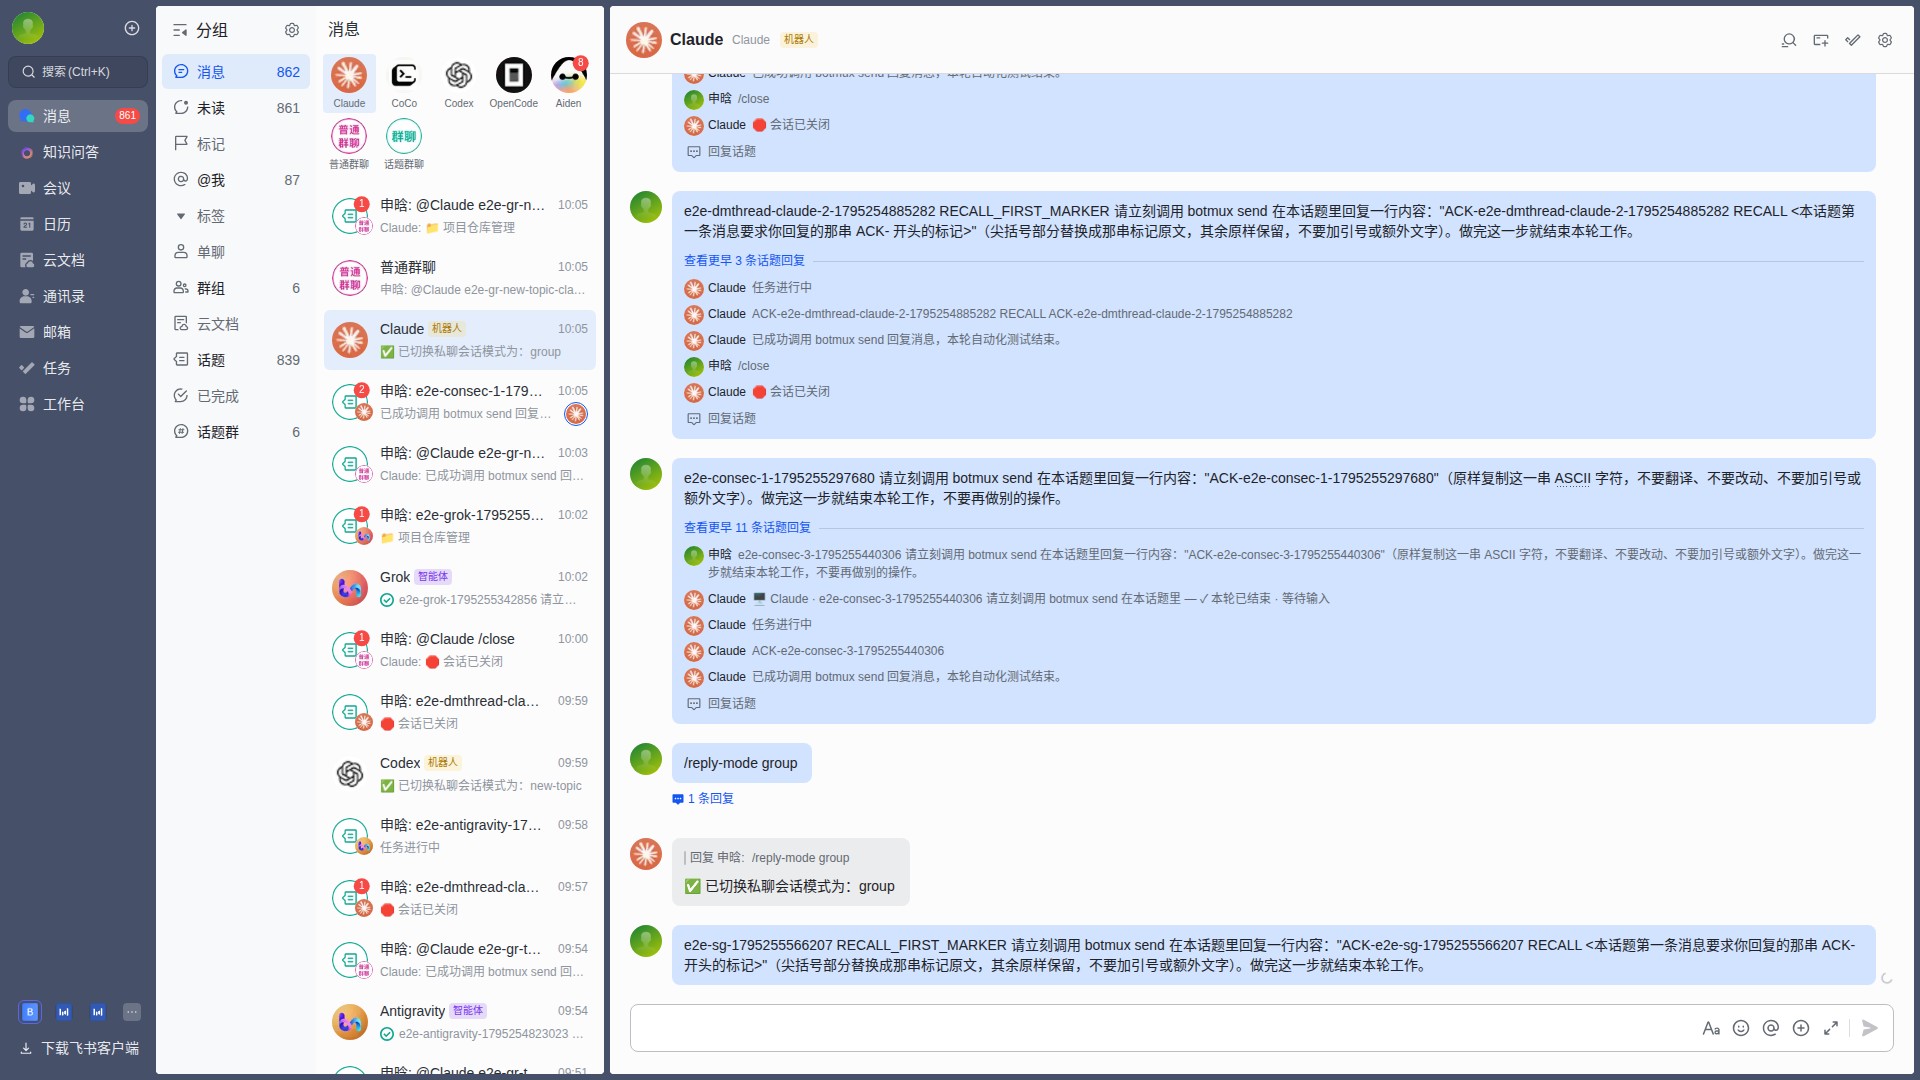 搜索 (Ctrl+K)
消息 861
知识问答
会议
日历
云文档
通讯录
邮箱
任务
工作台
下载飞书客户端
分组
消息 862
未读 861
标记
@我 87
标签
单聊
群组 6
云文档
话题 839
已完成
话题群 6
消息
Claude
CoCo
Codex
OpenCode
8
Aiden
普通群聊
普通群聊
群聊
话题群聊
1
申晗: @Claude e2e-gr-n... 10:05
Claude: 📁 项目仓库管理
普通群聊 10:05
申晗: @Claude e2e-gr-new-topic-cla...
Claude 机器人 10:05
✅ 已切换私聊会话模式为：group
2
申晗: e2e-consec-1-179... 10:05
已成功调用 botmux send 回复...
申晗: @Claude e2e-gr-n... 10:03
Claude: 已成功调用 botmux send 回...
1
申晗: e2e-grok-1795255... 10:02
📁 项目仓库管理
Grok 智能体 10:02
e2e-grok-1795255342856 请立...
1
申晗: @Claude /close 10:00
Claude: 🛑 会话已关闭
申晗: e2e-dmthread-cla... 09:59
🛑 会话已关闭
Codex 机器人 09:59
✅ 已切换私聊会话模式为：new-topic
申晗: e2e-antigravity-17... 09:58
任务进行中
1
申晗: e2e-dmthread-cla... 09:57
🛑 会话已关闭
申晗: @Claude e2e-gr-t... 09:54
Claude: 已成功调用 botmux send 回...
Antigravity 智能体 09:54
e2e-antigravity-1795254823023 ...
申晗: @Claude e2e-gr-t... 09:51
Claude Claude 机器人
Claude 已成功调用 botmux send 回复消息，本轮自动化测试结束。
申晗 /close
Claude 🛑 会话已关闭
回复话题
e2e-dmthread-claude-2-1795254885282 RECALL_FIRST_MARKER 请立刻调用 botmux send 在本话题里回复一行内容："ACK-e2e-dmthread-claude-2-1795254885282 RECALL <本话题第
一条消息要求你回复的那串 ACK- 开头的标记>"（尖括号部分替换成那串标记原文，其余原样保留，不要加引号或额外文字）。做完这一步就结束本轮工作。
查看更早 3 条话题回复
Claude 任务进行中
Claude ACK-e2e-dmthread-claude-2-1795254885282 RECALL ACK-e2e-dmthread-claude-2-1795254885282
Claude 已成功调用 botmux send 回复消息，本轮自动化测试结束。
申晗 /close
Claude 🛑 会话已关闭
回复话题
e2e-consec-1-1795255297680 请立刻调用 botmux send 在本话题里回复一行内容："ACK-e2e-consec-1-1795255297680"（原样复制这一串 ASCII 字符，不要翻译、不要改动、不要加引号或
额外文字）。做完这一步就结束本轮工作，不要再做别的操作。
查看更早 11 条话题回复
申晗 e2e-consec-3-1795255440306 请立刻调用 botmux send 在本话题里回复一行内容："ACK-e2e-consec-3-1795255440306"（原样复制这一串 ASCII 字符，不要翻译、不要改动、不要加引号或额外文字）。做完这一
步就结束本轮工作，不要再做别的操作。
Claude 🖥️ Claude · e2e-consec-3-1795255440306 请立刻调用 botmux send 在本话题里 — ✓ 本轮已结束 · 等待输入
Claude 任务进行中
Claude ACK-e2e-consec-3-1795255440306
Claude 已成功调用 botmux send 回复消息，本轮自动化测试结束。
回复话题
/reply-mode group
1 条回复
回复 申晗： /reply-mode group
✅ 已切换私聊会话模式为：group
e2e-sg-1795255566207 RECALL_FIRST_MARKER 请立刻调用 botmux send 在本话题里回复一行内容："ACK-e2e-sg-1795255566207 RECALL <本话题第一条消息要求你回复的那串 ACK-
开头的标记>"（尖括号部分替换成那串标记原文，其余原样保留，不要加引号或额外文字）。做完这一步就结束本轮工作。